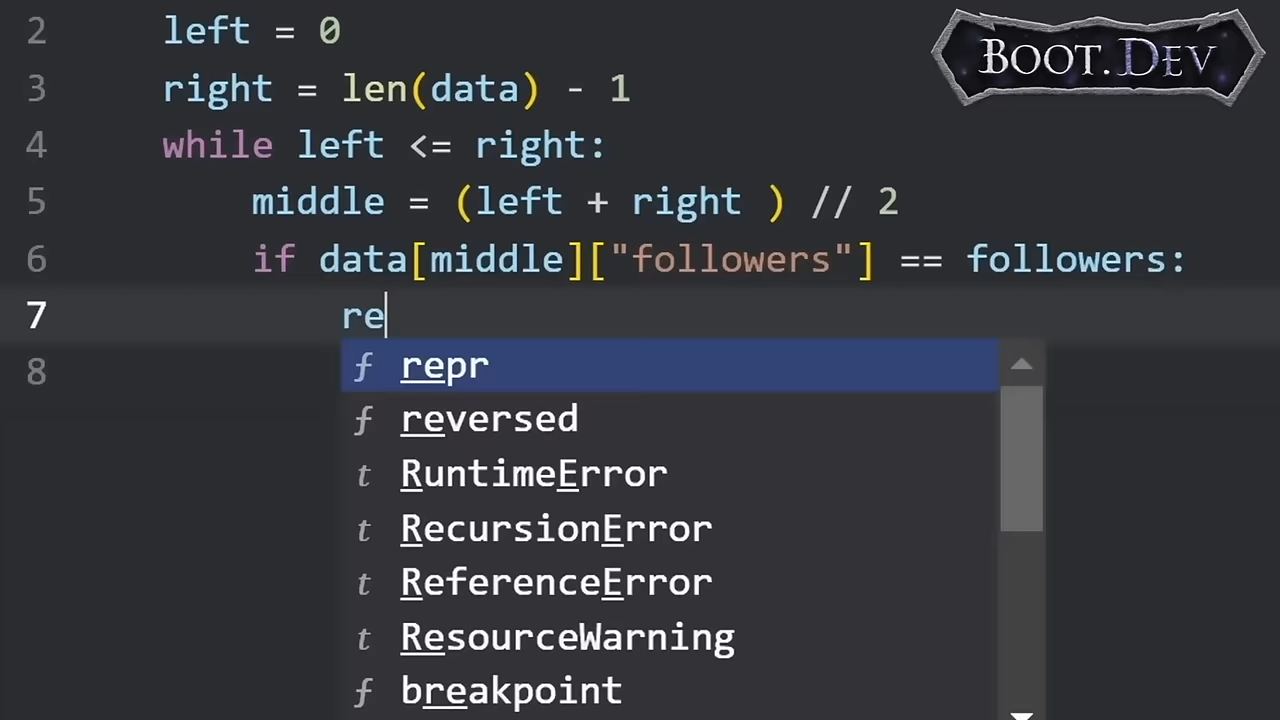 BOOT.DEV
2 left = 0
3 right = len(data) - 1
4 while left <= right:
5 middle = (left + right ) // 2
6 if data[middle]["followers"] == followers:
7 re
8
f repr
f reversed
t RuntimeError
t RecursionError
t ReferenceError
t ResourceWarning
f breakpoint